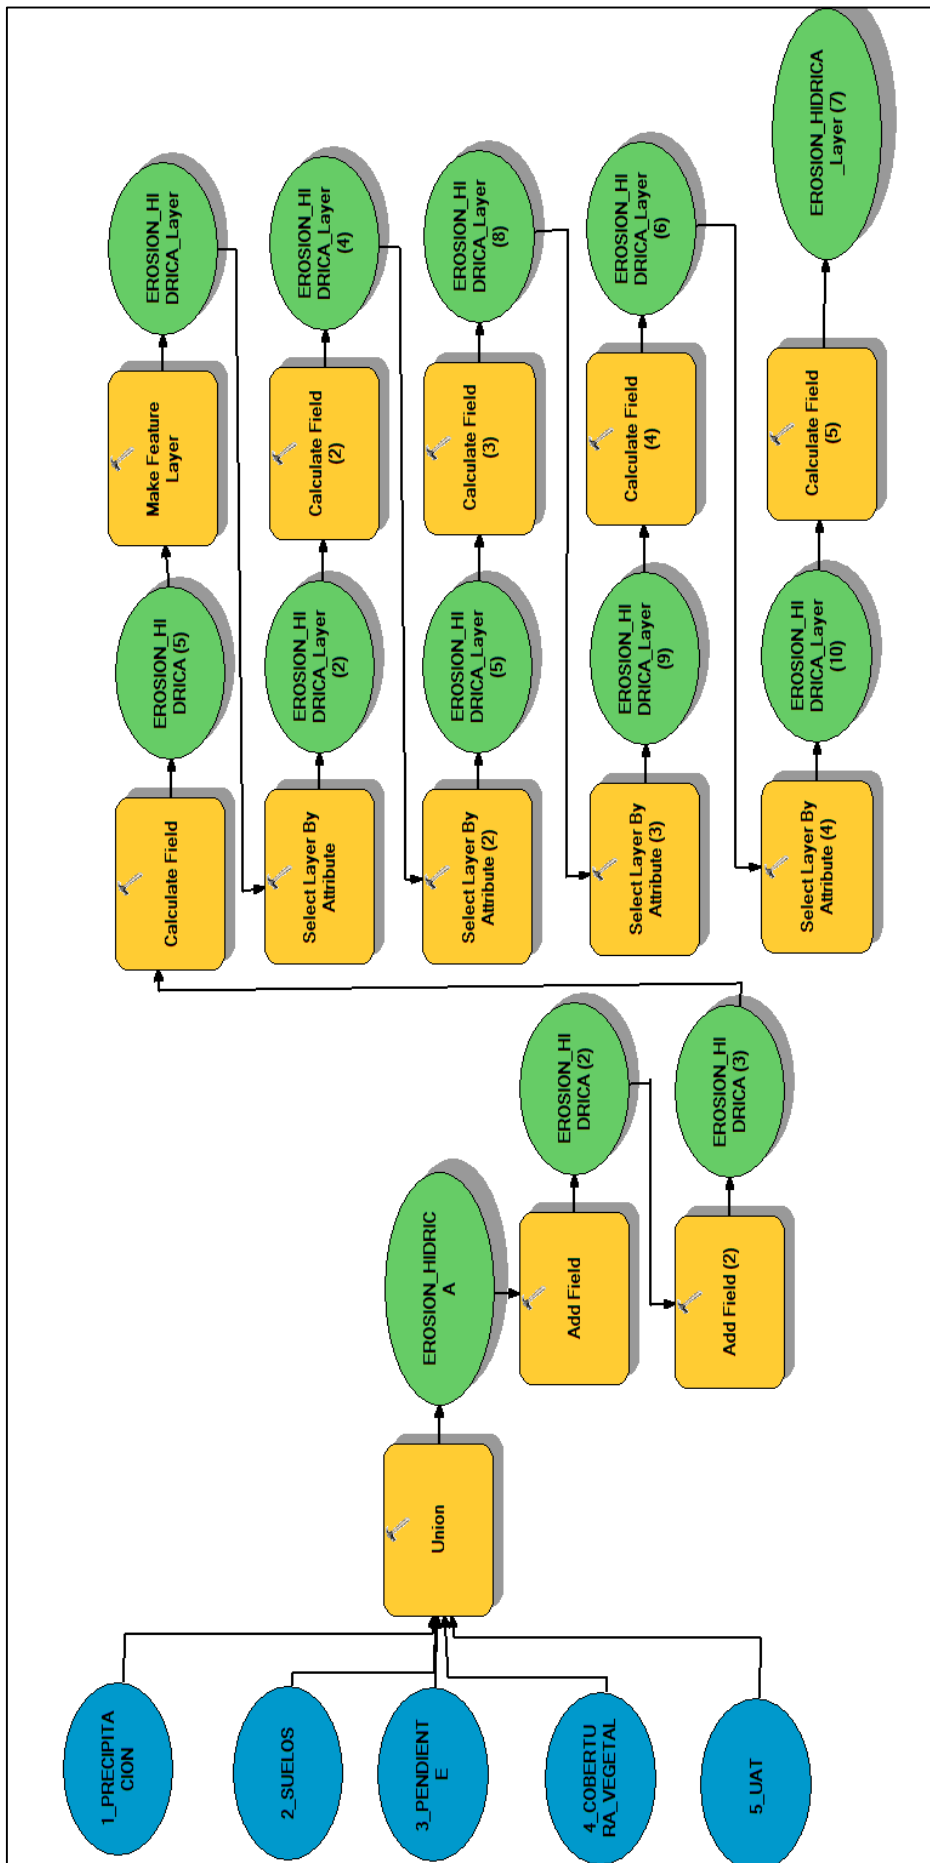 1_PRECIPITA
CION
2_SUELOS
3_PENDIENT
E
4_COBERTU
RA_VEGETAL
5_UAT
Union
EROSION_HIDRIC
A
Add Field
EROSION_HI
DRICA (2)
Add Field (2)
EROSION_HI
DRICA (3)
Calculate Field
EROSION_HI
DRICA (5)
Make Feature
Layer
EROSION_HI
DRICA_Layer
Select Layer By
Attribute
EROSION_HI
DRICA_Layer
(2)
Calculate Field
(2)
EROSION_HI
DRICA_Layer
(4)
Select Layer By
Attribute (2)
EROSION_HI
DRICA_Layer
(5)
Calculate Field
(3)
EROSION_HI
DRICA_Layer
(8)
Select Layer By
Attribute (3)
EROSION_HI
DRICA_Layer
(9)
Calculate Field
(4)
EROSION_HI
DRICA_Layer
(6)
Select Layer By
Attribute (4)
EROSION_HI
DRICA_Layer
(10)
Calculate Field
(5)
EROSION_HIDRICA
_Layer (7)